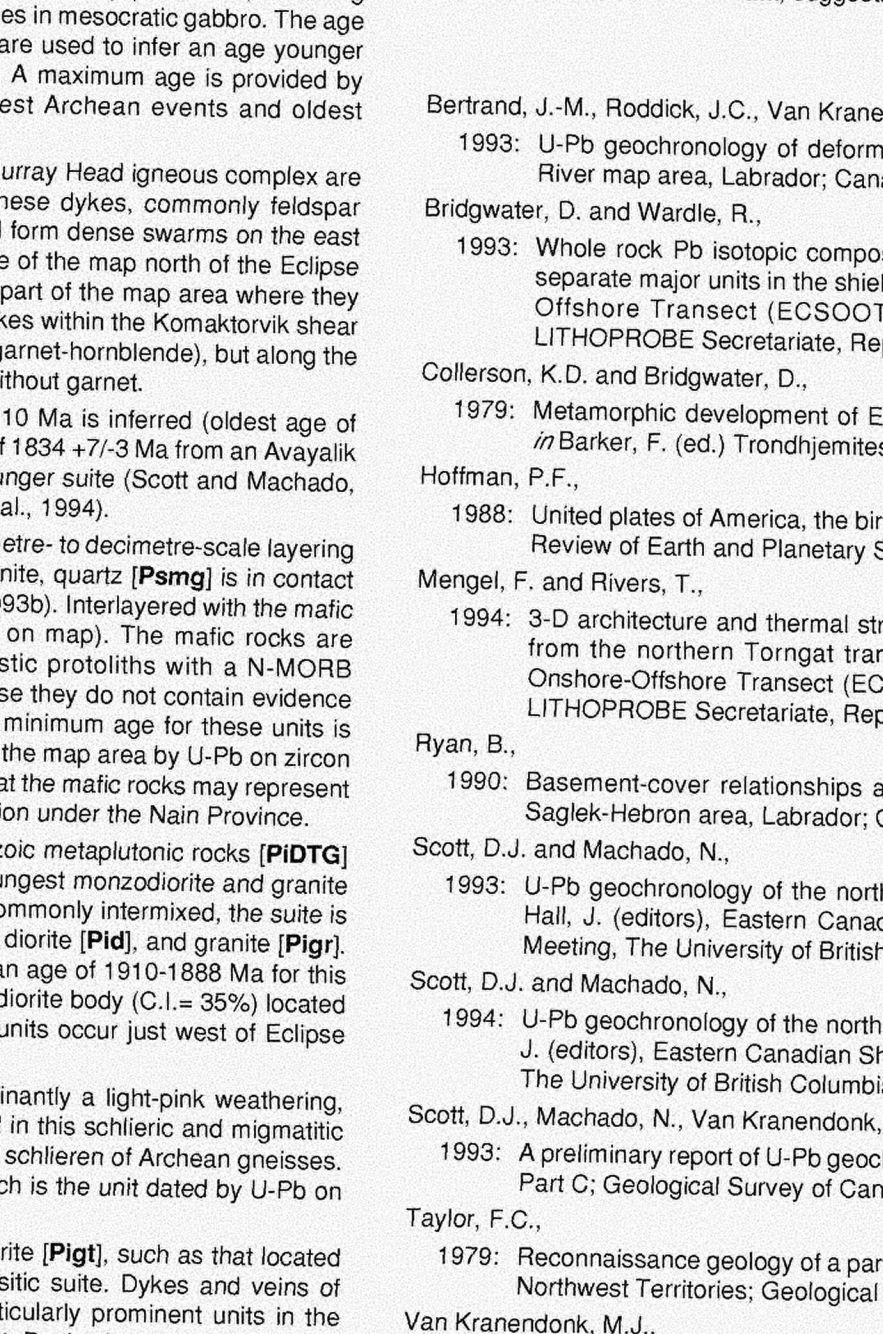 es in mesocratic gabbro. The age
are used to infer an age younger
A maximum age is provided by
est Archean events and oldest
urray Head igneous complex are
hese dykes, commonly feldspar
form dense swarms on the east
e of the map north of the Eclipse
part of the map area where they
kes within the Komaktorvik shear
garnet-hornblende), but along the
ithout garnet.
10 Ma is inferred (oldest age of
f 1834 +7/-3 Ma from an Avayalik
unger suite (Scott and Machado,
al., 1994).
etre- to decimetre-scale layering
nite, quartz [Psmg] is in contact
993b). Interlayered with the mafic
on map). The mafic rocks are
stic protoliths with a N-MORB
se they do not contain evidence
minimum age for these units is
the map area by U-Pb on zircon
at the mafic rocks may represent
ion under the Nain Province.
zoic metaplutonic rocks [PiDTG]
ungest monzodiorite and granite
ommonly intermixed, the suite is
diorite [Pid], and granite [Pigr].
an age of 1910-1888 Ma for this
diorite body (C.I.= 35%) located
units occur just west of Eclipse
inantly a light-pink weathering,
in this schlieric and migmatitic
schlieren of Archean gneisses.
ch is the unit dated by U-Pb on
rite [Pigt], such as that located
sitic suite. Dykes and veins of
ticularly prominent units in the
Bertrand, J.-M., Roddick, J.C., Van Krane
1993: U-Pb geochronology of deform
River map area, Labrador; Cana
Bridgwater, D. and Wardle, R.,
1993: Whole rock Pb isotopic compo
separate major units in the shiel
Offshore Transect (ECSOOT
LITHOPROBE Secretariate, Rep
Collerson, K.D. and Bridgwater, D.,
1979: Metamorphic development of E
in Barker, F. (ed.) Trondhjemites
Hoffman, P.F.,
1988: United plates of America, the bir
Review of Earth and Planetary S
Mengel, F. and Rivers, T.,
1994: 3-D architecture and thermal str
from the northern Torngat tran
Onshore-Offshore Transect (EC
LITHOPROBE Secretariate, Rep
Ryan, B.,
1990: Basement-cover relationships a
Saglek-Hebron area, Labrador; G
Scott, D.J. and Machado, N.,
1993: U-Pb geochronology of the north
Hall, J. (editors), Eastern Canad
Meeting, The University of British
Scott, D.J. and Machado, N.,
1994: U-Pb geochronology of the north
J. (editors), Eastern Canadian Sh
The University of British Columbia
Scott, D.J., Machado, N., Van Kranendonk,
1993: A preliminary report of U-Pb geoch
Part C; Geological Survey of Can
Taylor, F.C.,
1979: Reconnaissance geology of a par
Northwest Territories; Geological
Van Kranendonk, M.J.,